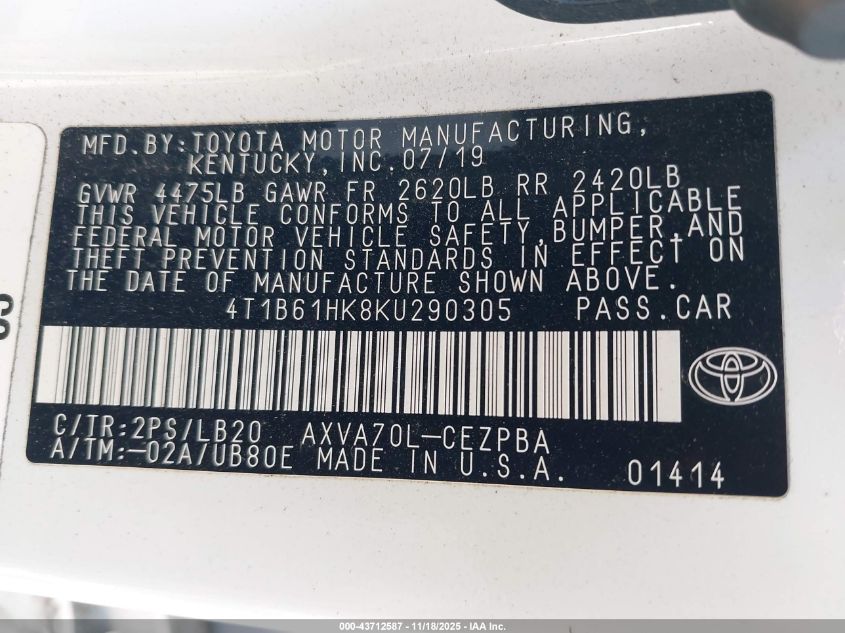 MFD.BY:TOYOTA MOTOR MANUFACTURING,
KENTUCKY,INC.07/19
GVWR 4475LB GAWR FR 2620LB RR 2420LB
THIS VEHICLE CONFORMS TO ALL APPLICABLE
FEDERAL MOTOR VEHICLE SAFETY,BUMPER,AND
THEFT PREVENTION STANDARDS IN EFFECT ON
THE DATE OF MANUFACTURE SHOWN ABOVE.
4T1B61HK8KU290305 PASS.CAR
C/TR:2PS/LB20 AXVA70L-CEZPBA
A/TM:-02A/UB80E MADE IN U.S.A. 01414
000-43712587 - 11/18/2025 - IAA Inc.